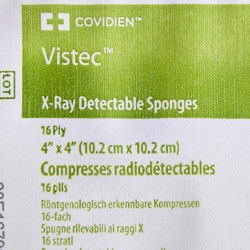 COVIDIEN™
Vistec™
LOT
X-Ray Detectable Sponges
16 Ply
4" x 4" (10.2 cm x 10.2 cm)
Compresses radiodétectables
16 plis
Röntgenologisch erkennbare Kompressen
16-fach
Spugne rilevabili ai raggi X
16 strati